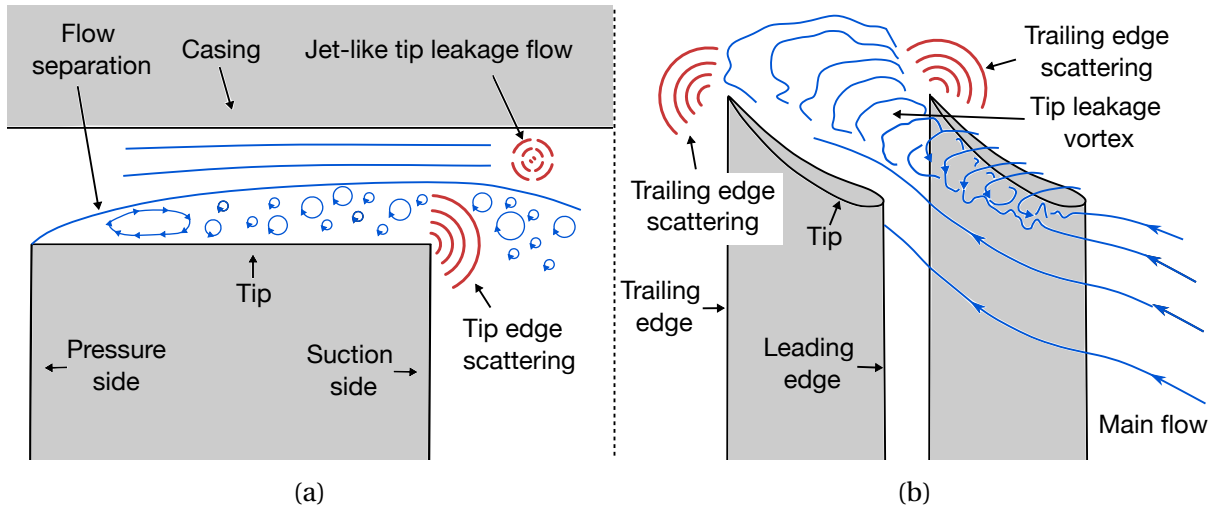 Flow
separation
Casing
Jet-like tip leakage flow
Tip
Tip edge
scattering
Pressure
side
Suction
side
(a)
Trailing edge
scattering
Tip leakage
vortex
Trailing edge
scattering
Tip
Trailing
edge
Leading
edge
Main flow
(b)